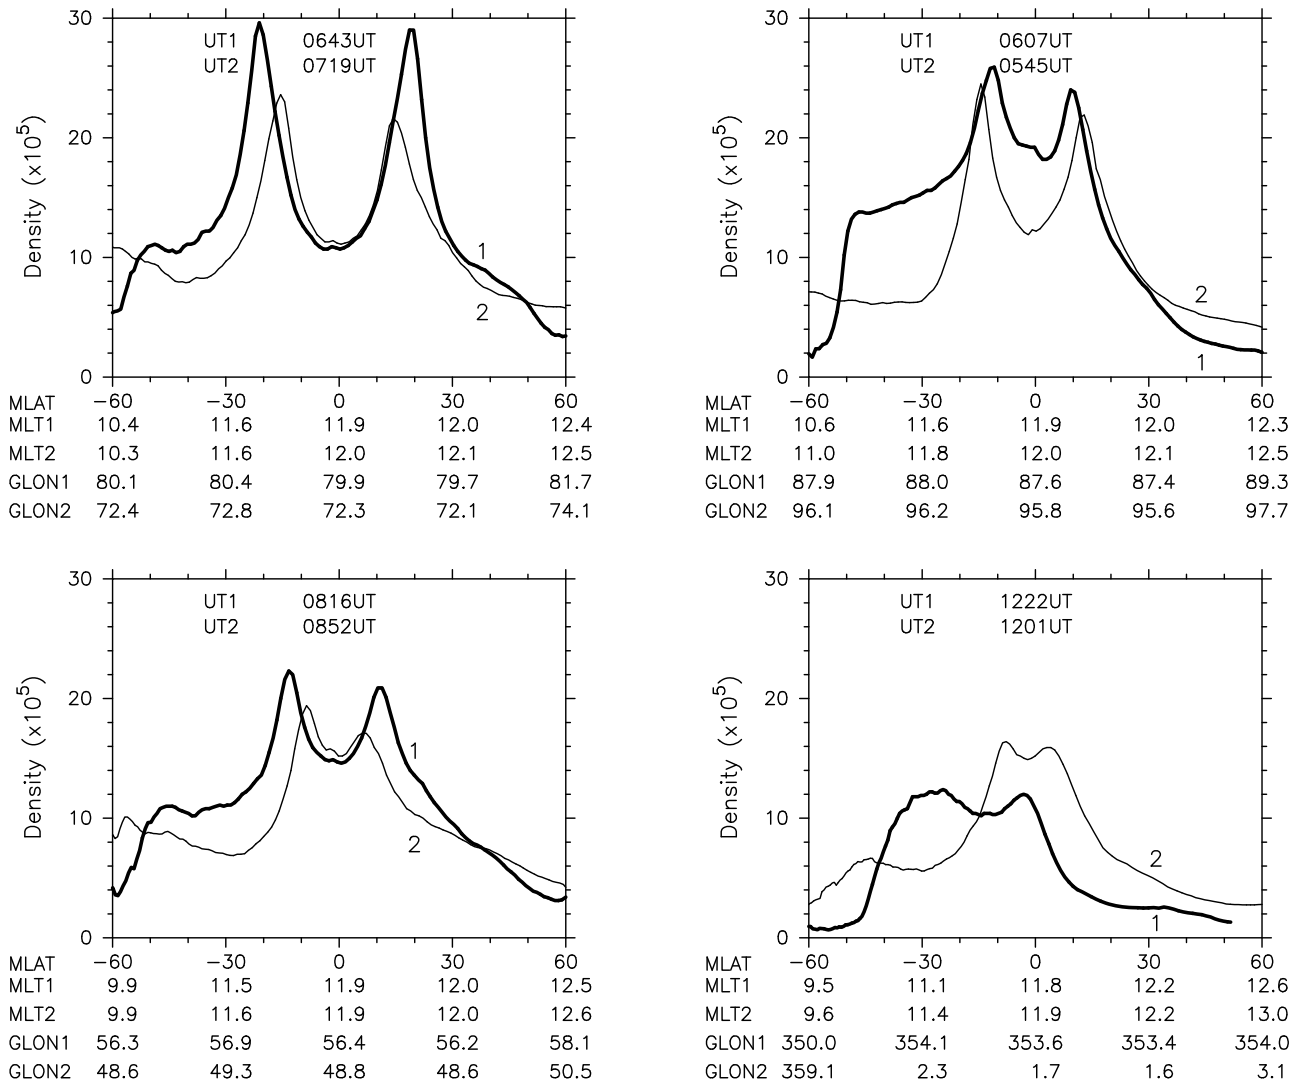 30
UT1 0643UT
UT2 0719UT
20
Density (x10^5)
10
1
2
0
MLAT −60 −30 0 30 60
MLT1 10.4 11.6 11.9 12.0 12.4
MLT2 10.3 11.6 12.0 12.1 12.5
GLON1 80.1 80.4 79.9 79.7 81.7
GLON2 72.4 72.8 72.3 72.1 74.1
30
UT1 0607UT
UT2 0545UT
20
Density (x10^5)
10
2
1
0
MLAT −60 −30 0 30 60
MLT1 10.6 11.6 11.9 12.0 12.3
MLT2 11.0 11.8 12.0 12.1 12.5
GLON1 87.9 88.0 87.6 87.4 89.3
GLON2 96.1 96.2 95.8 95.6 97.7
30
UT1 0816UT
UT2 0852UT
20
Density (x10^5)
1
10
2
0
MLAT −60 −30 0 30 60
MLT1 9.9 11.5 11.9 12.0 12.5
MLT2 9.9 11.6 11.9 12.0 12.6
GLON1 56.3 56.9 56.4 56.2 58.1
GLON2 48.6 49.3 48.8 48.6 50.5
30
UT1 1222UT
UT2 1201UT
20
Density (x10^5)
10
2
1
0
MLAT −60 −30 0 30 60
MLT1 9.5 11.1 11.8 12.2 12.6
MLT2 9.6 11.4 11.9 12.2 13.0
GLON1 350.0 354.1 353.6 353.4 354.0
GLON2 359.1 2.3 1.7 1.6 3.1